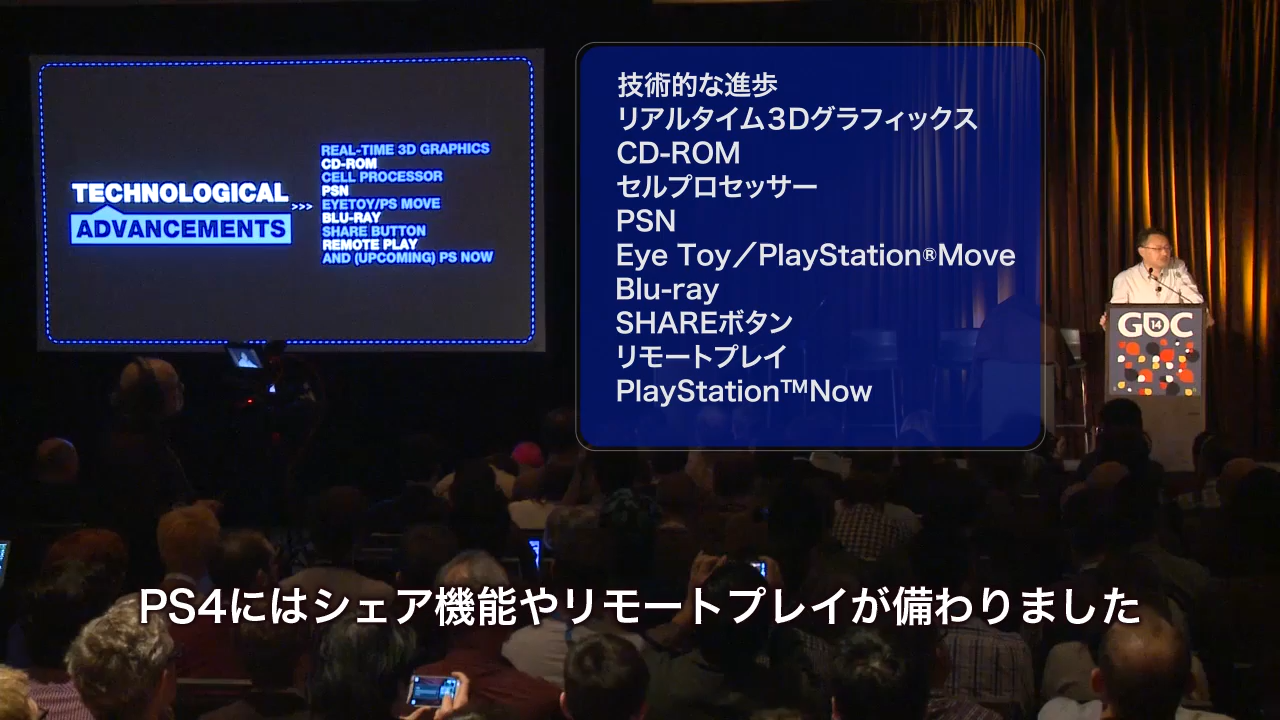 TECHNOLOGICAL
ADVANCEMENTS
>>>
REAL-TIME 3D GRAPHICS
CD-ROM
CELL PROCESSOR
PSN
EYETOY/PS MOVE
BLU-RAY
SHARE BUTTON
REMOTE PLAY
AND (UPCOMING) PS NOW
技術的な進歩
リアルタイム3Dグラフィックス
CD-ROM
セルプロセッサー
PSN
Eye Toy／PlayStation®Move
Blu-ray
SHAREボタン
リモートプレイ
PlayStation™Now
GDC
14
PS4にはシェア機能やリモートプレイが備わりました